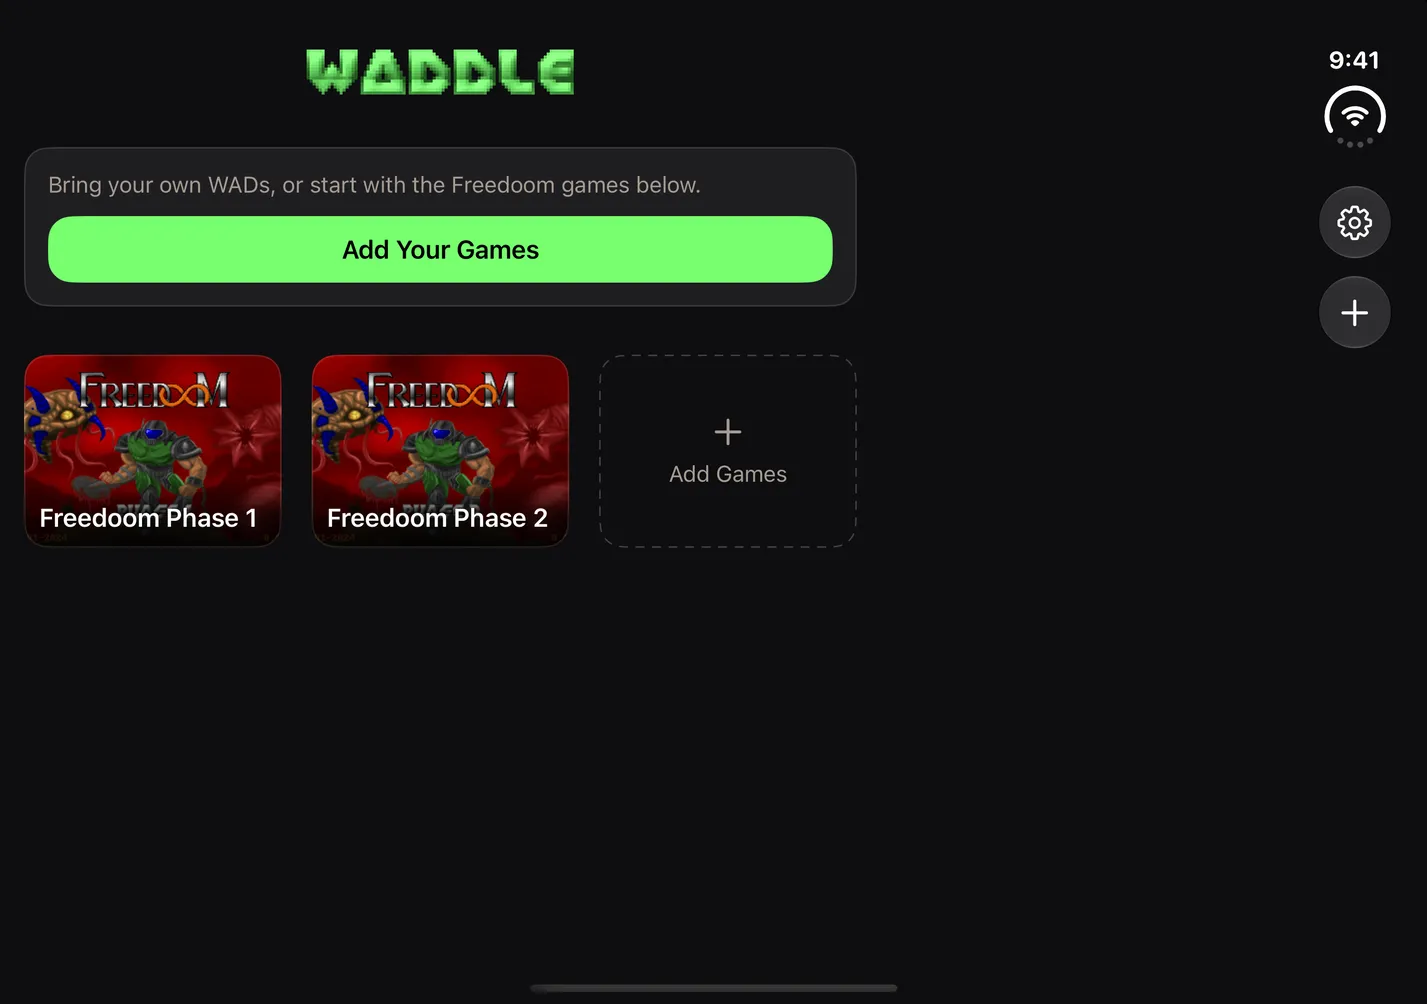 WADDLE
9:41
Bring your own WADs, or start with the Freedoom games below.
Add Your Games
FREEDOOM
Freedoom Phase 1
FREEDOOM
Freedoom Phase 2
Add Games